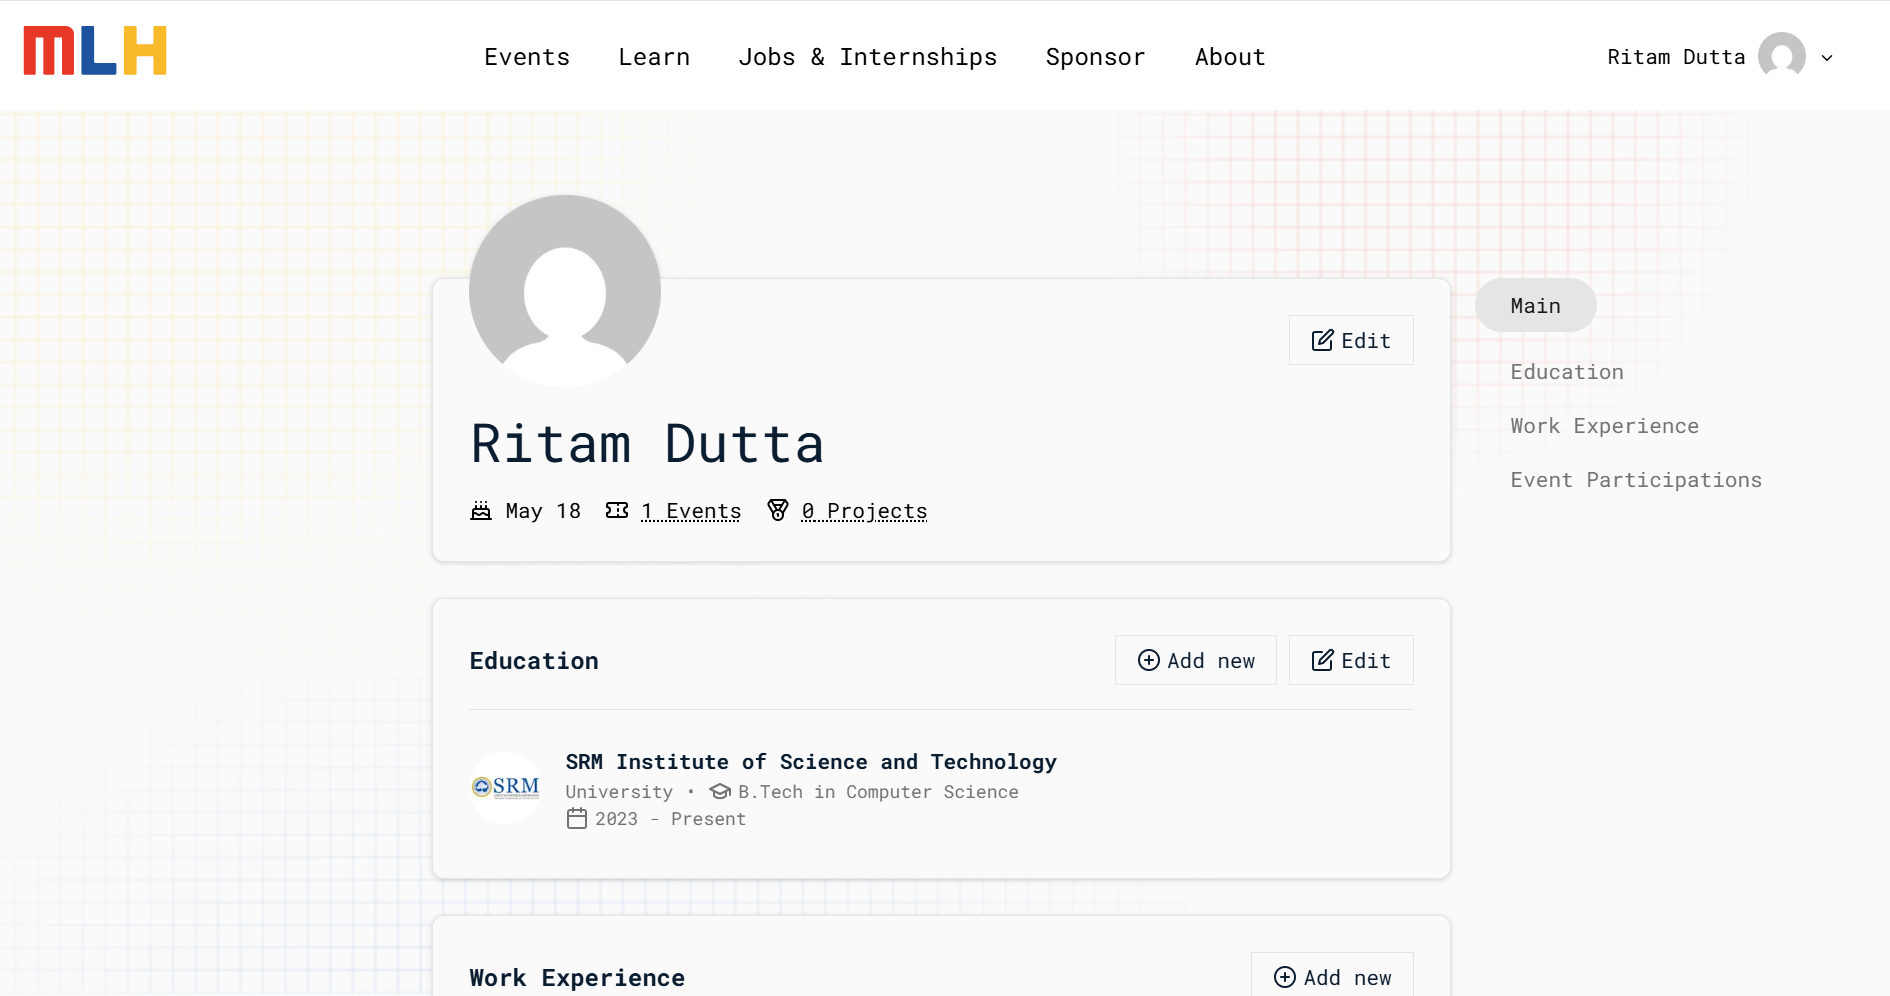 MLH
Events Learn Jobs & Internships Sponsor About
Ritam Dutta
Edit
Ritam Dutta
May 18 1 Events 0 Projects
Main
Education
Work Experience
Event Participations
Education
Add new Edit
SRM
SRM Institute of Science and Technology
University • B.Tech in Computer Science
2023 - Present
Work Experience
Add new